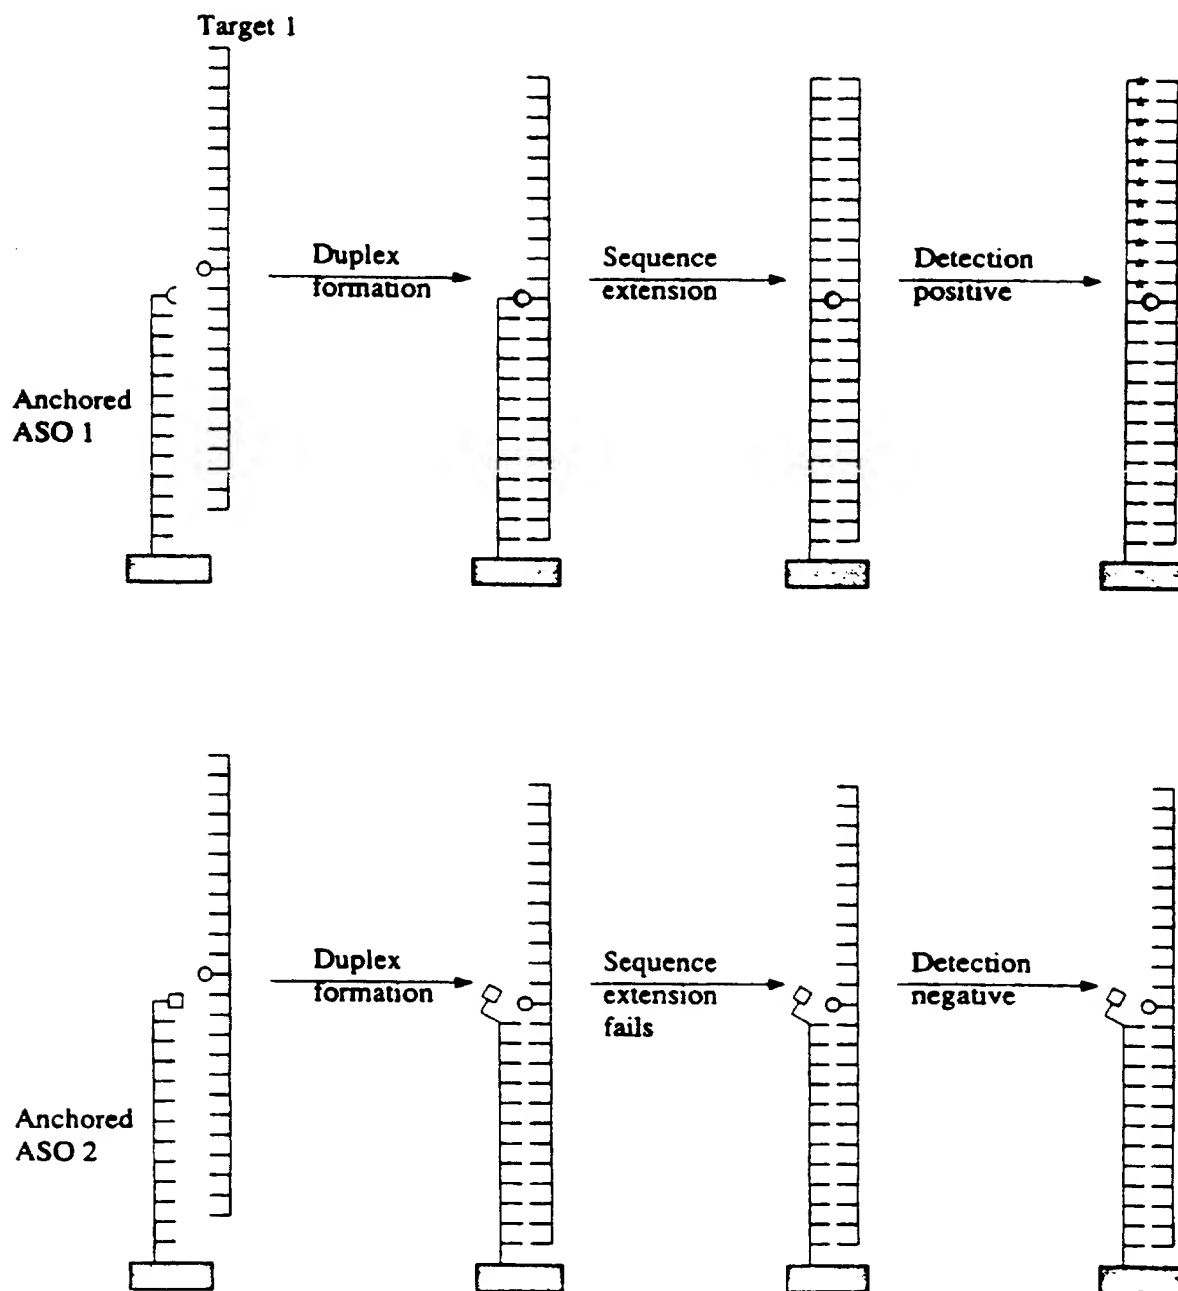 Target 1
Duplex
formation
Sequence
extension
Detection
positive
Anchored
ASO 1
Duplex
formation
Sequence
extension
fails
Detection
negative
Anchored
ASO 2